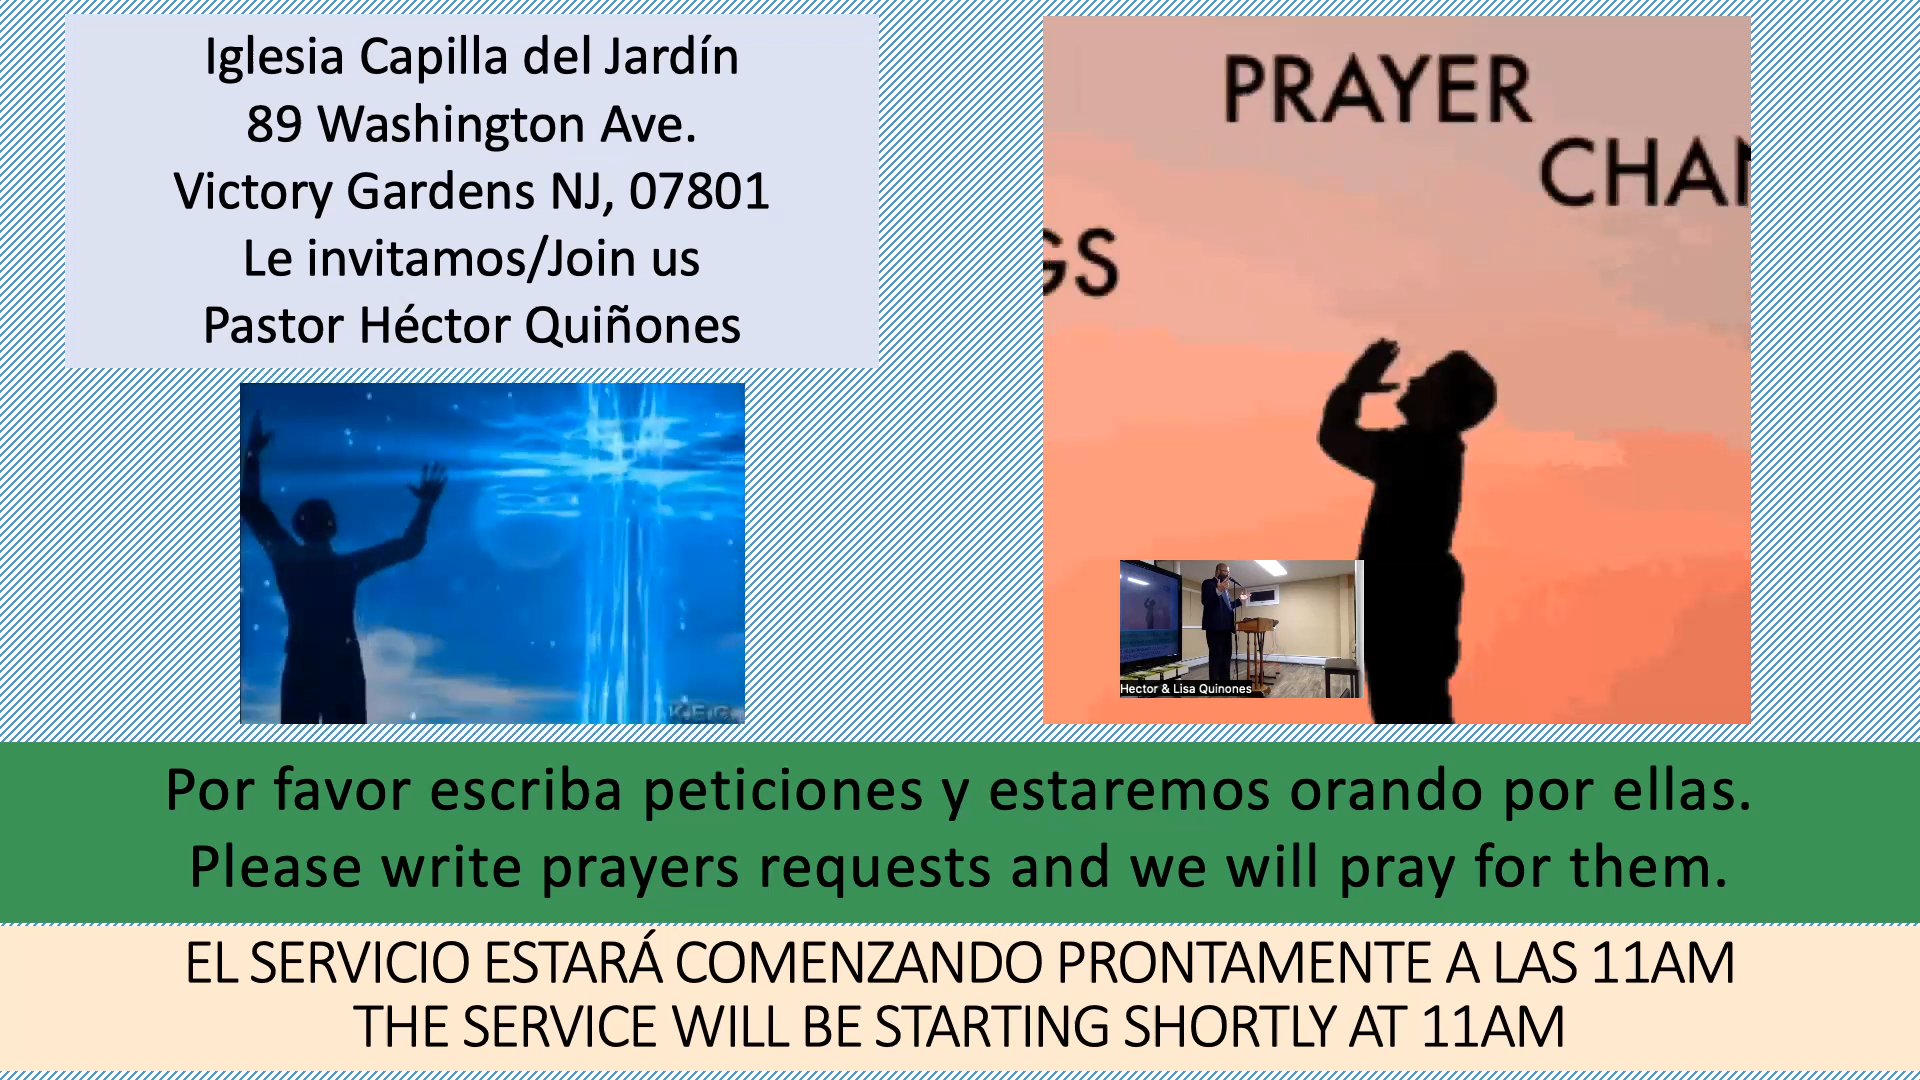 Iglesia Capilla del Jardín
89 Washington Ave.
Victory Gardens NJ, 07801
Le invitamos/Join us
Pastor Héctor Quiñones
PRAYER
CHAN
GS
Hector & Lisa Quinones
Por favor escriba peticiones y estaremos orando por ellas.
Please write prayers requests and we will pray for them.
EL SERVICIO ESTARÁ COMENZANDO PRONTAMENTE A LAS 11AM
THE SERVICE WILL BE STARTING SHORTLY AT 11AM